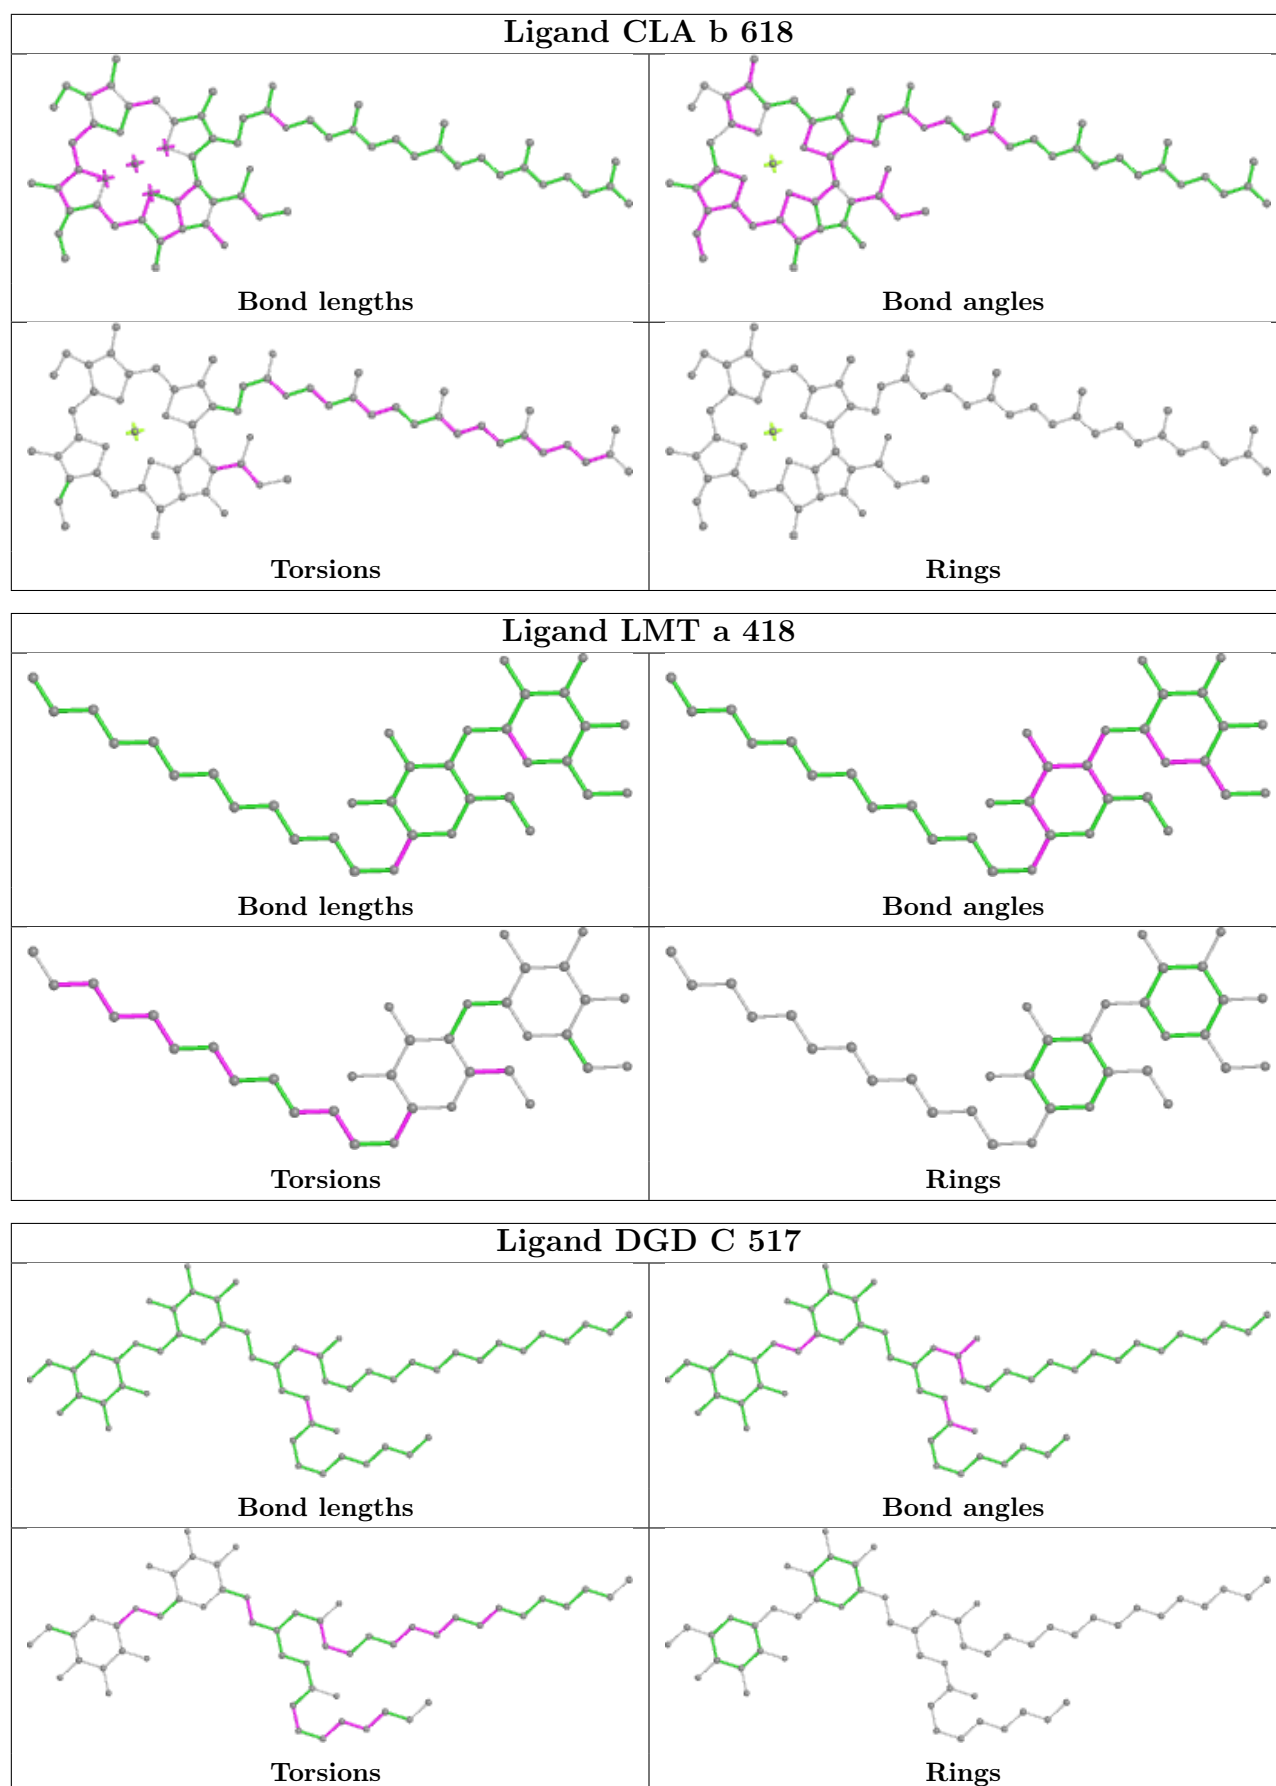 Ligand CLA b 618
Bond lengths
Bond angles
Torsions
Rings
Ligand LMT a 418
Bond lengths
Bond angles
Torsions
Rings
Ligand DGD C 517
Bond lengths
Bond angles
Torsions
Rings